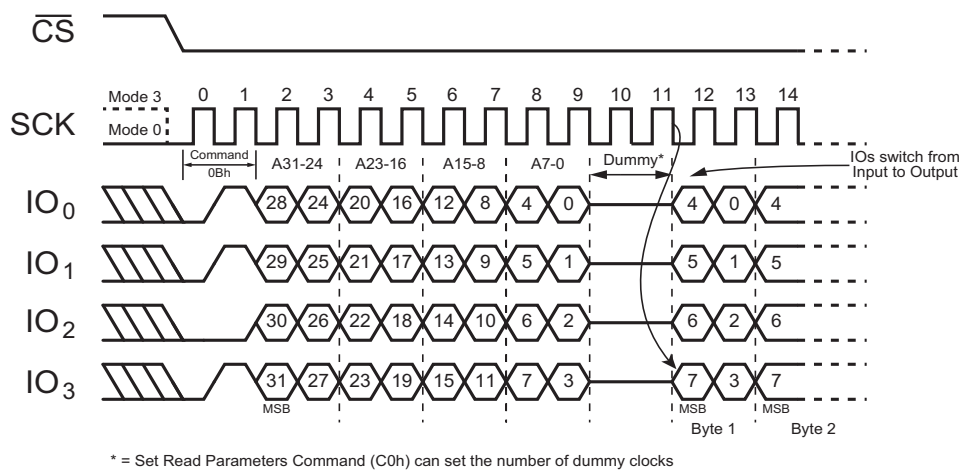 CS
Mode 3
Mode 0
SCK
0 1 2 3 4 5 6 7 8 9 10 11 12 13 14
Command
0Bh
A31-24 A23-16 A15-8 A7-0 Dummy*
IOs switch from
Input to Output
IO0 28 24 20 16 12 8 4 0 4 0 4
IO1 29 25 21 17 13 9 5 1 5 1 5
IO2 30 26 22 18 14 10 6 2 6 2 6
IO3 31 27 23 19 15 11 7 3 7 3 7
MSB MSB MSB
Byte 1 Byte 2
* = Set Read Parameters Command (C0h) can set the number of dummy clocks